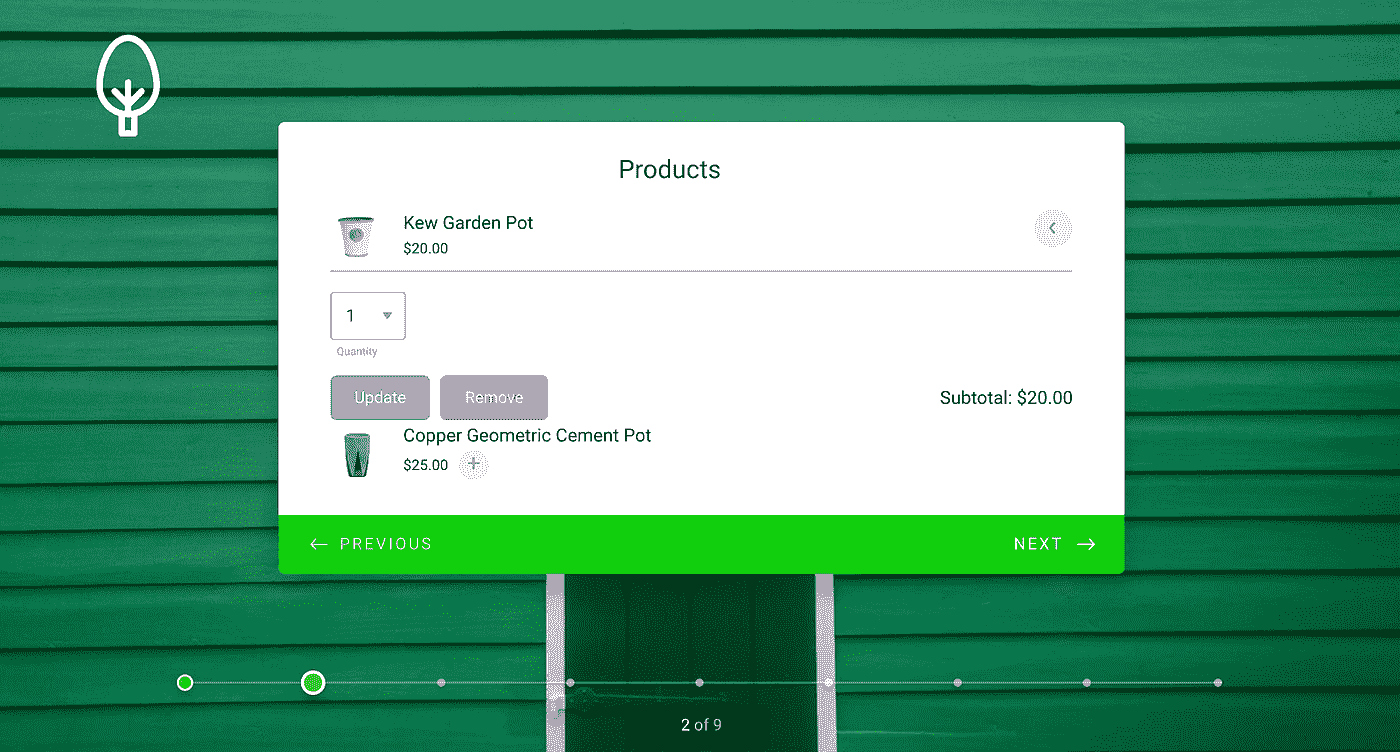 Products
Kew Garden Pot
$20.00
1
Quantity
Update Remove Subtotal: $20.00
Copper Geometric Cement Pot
$25.00 +
← PREVIOUS NEXT →
2 of 9